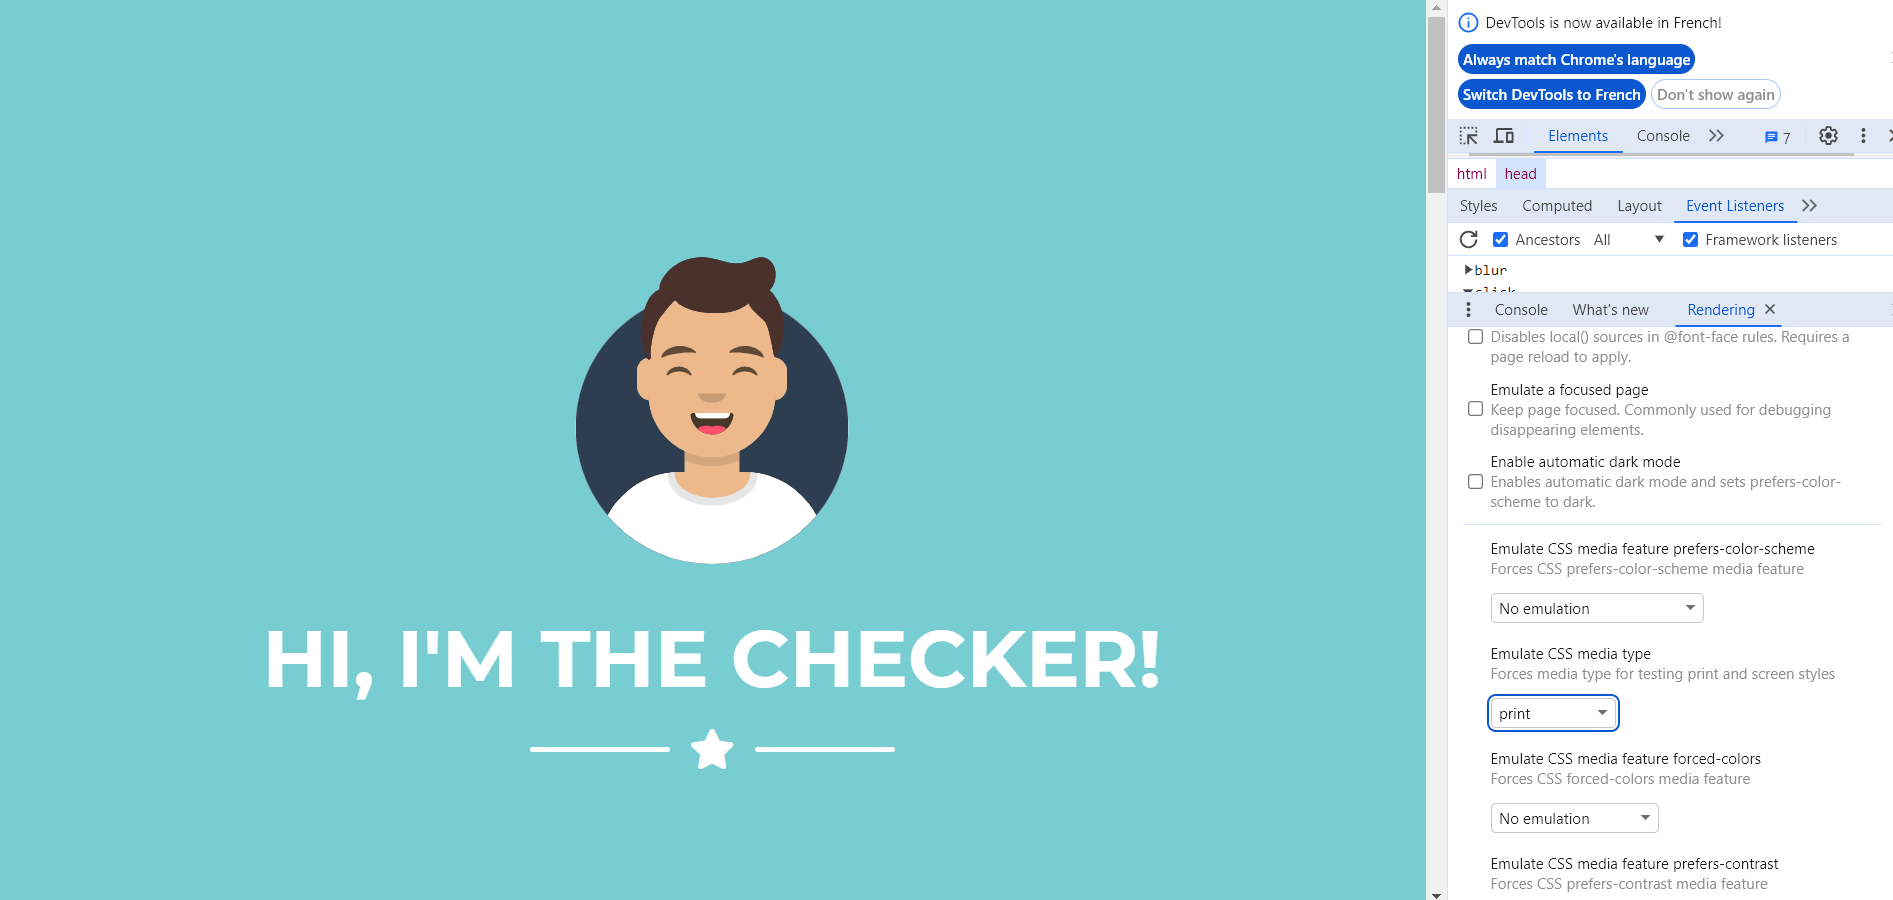 HI, I'M THE CHECKER!
DevTools is now available in French!
Always match Chrome's language
Switch DevTools to French Don't show again
Elements Console 7
html head
Styles Computed Layout Event Listeners
Ancestors All Framework listeners
blur
click
Console What's new Rendering
Disables local() sources in @font-face rules. Requires a
page reload to apply.
Emulate a focused page
Keep page focused. Commonly used for debugging
disappearing elements.
Enable automatic dark mode
Enables automatic dark mode and sets prefers-color-
scheme to dark.
Emulate CSS media feature prefers-color-scheme
Forces CSS prefers-color-scheme media feature
No emulation
Emulate CSS media type
Forces media type for testing print and screen styles
print
Emulate CSS media feature forced-colors
Forces CSS forced-colors media feature
No emulation
Emulate CSS media feature prefers-contrast
Forces CSS prefers-contrast media feature